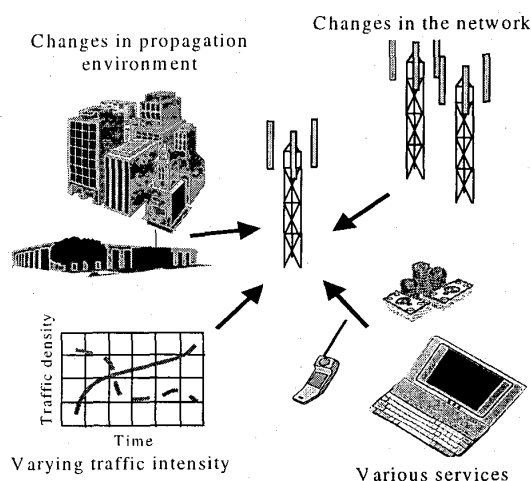 Changes in propagation
environment
Changes in the network
Traffic density
Time
Varying traffic intensity
Various services